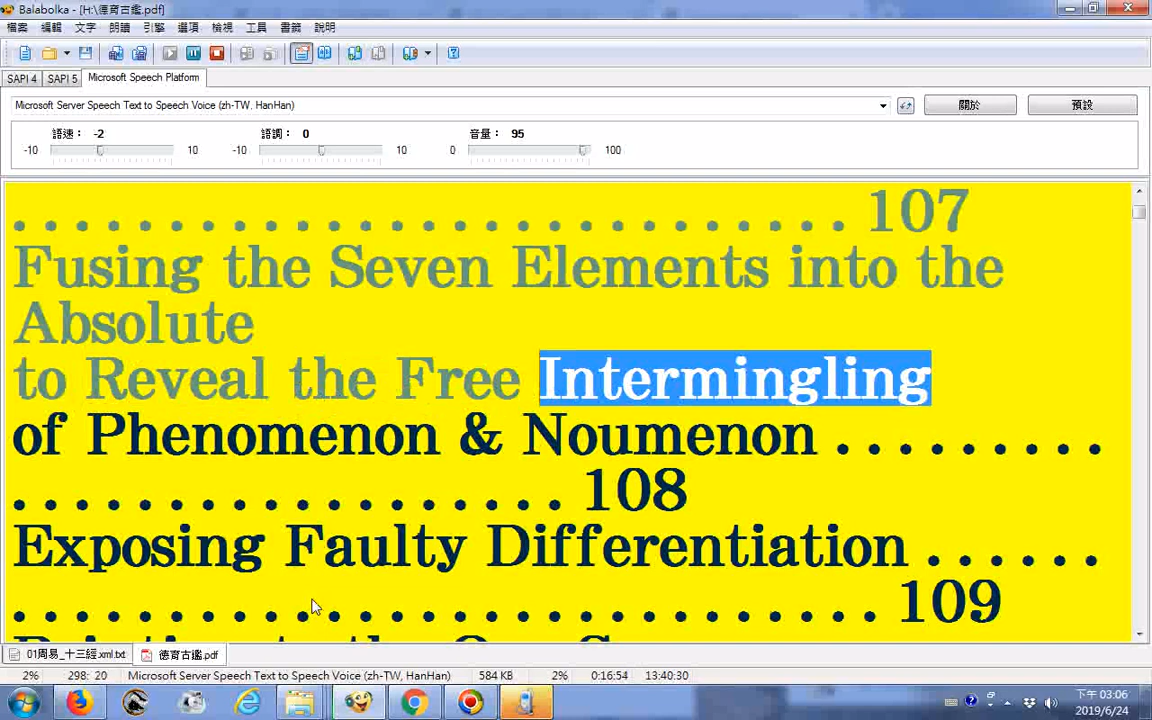 Balabolka - [H:\德育古鑑.pdf]
檔案 編輯 文字 朗讀 引擎 選項 檢視 工具 書籤 說明
SAPI 4 SAPI 5 Microsoft Speech Platform
Microsoft Server Speech Text to Speech Voice (zh-TW, HanHan) 關於 預設
語速： -2 語調： 0 音量： 95
-10 10 -10 10 0 100
. . . . . . . . . . . . . . . . . . . . . . . . . . . 107
Fusing the Seven Elements into the
Absolute
to Reveal the Free Intermingling
of Phenomenon & Noumenon . . . . . . . . .
. . . . . . . . . . . . . . . . . . 108
Exposing Faulty Differentiation . . . . . .
. . . . . . . . . . . . . . . . . . . . . . . . . . . . 109
01周易_十三經.xml.txt 德育古鑑.pdf
2% 298: 20 Microsoft Server Speech Text to Speech Voice (zh-TW, HanHan) 584 KB 2% 0:16:54 13:40:30
下午 03:06
2019/6/24